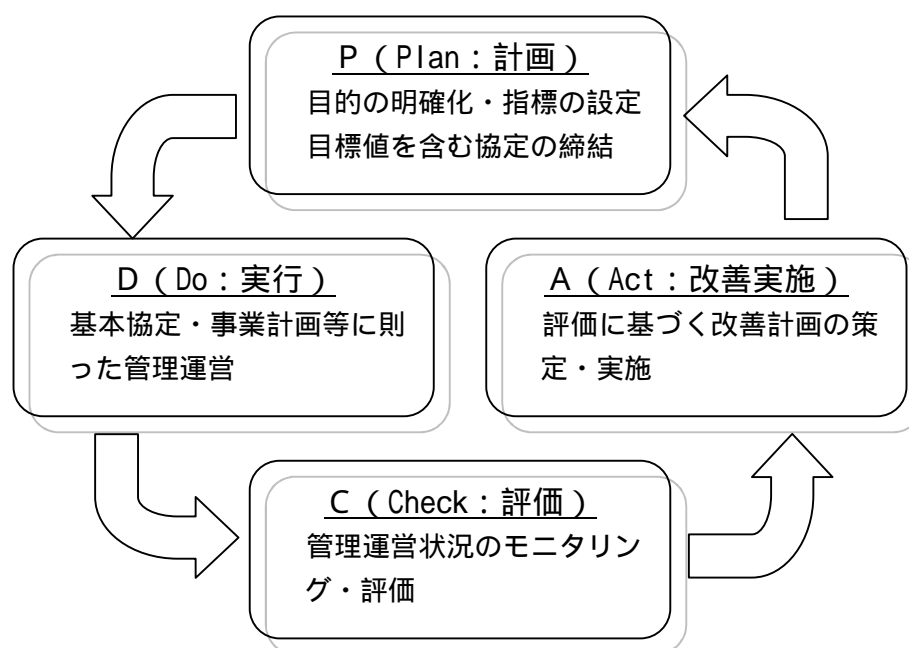 P（Plan：計画）
目的の明確化・指標の設定
目標値を含む協定の締結
D（Do：実行）
基本協定・事業計画等に則
った管理運営
A（Act：改善実施）
評価に基づく改善計画の策
定・実施
C（Check：評価）
管理運営状況のモニタリン
グ・評価